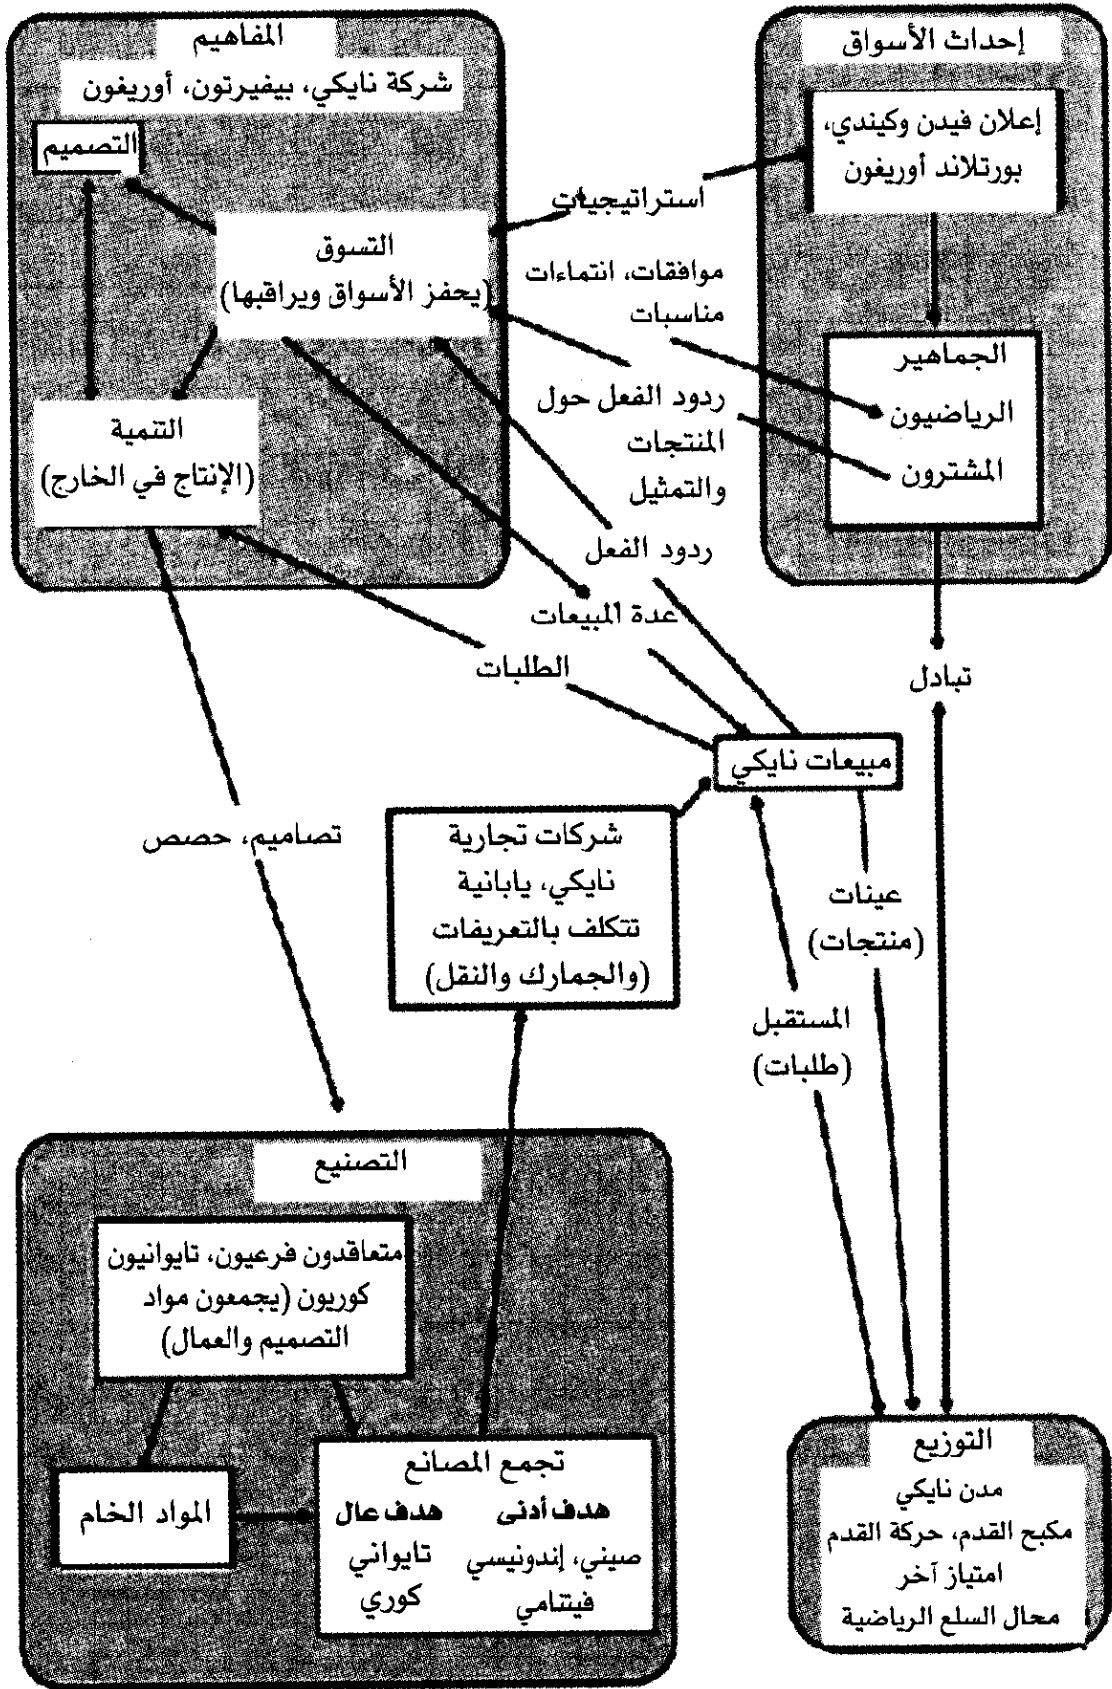 إحداث الأسواق
إعلان فيدن وكيندي،
بورتلاند أوريغون
الجماهير
الرياضيون
المشترون
المفاهيم
شركة نايكي، بيفيرتون، أوريغون
التصميم
التسوق
(يحفز الأسواق ويراقبها)
التنمية
(الإنتاج في الخارج)
استراتيجيات
موافقات، انتماءات
مناسبات
ردود الفعل حول
المنتجات
والتمثيل
ردود الفعل
عدة المبيعات
الطلبات
تبادل
مبيعات نايكي
تصاميم، حصص
شركات تجارية
نايكي، يابانية
تتكلف بالتعريفات
(والجمارك والنقل)
عينات
(منتجات)
المستقبل
(طلبات)
التصنيع
متعاقدون فرعيون، تايوانيون
كوريون (يجمعون مواد
التصميم والعمال)
المواد الخام
تجمع المصانع
هدف أدنى هدف عال
صيني، إندونيسي تايواني
فيتنامي كوري
التوزيع
مدن نايكي
مكبح القدم، حركة القدم
امتياز آخر
محال السلع الرياضية